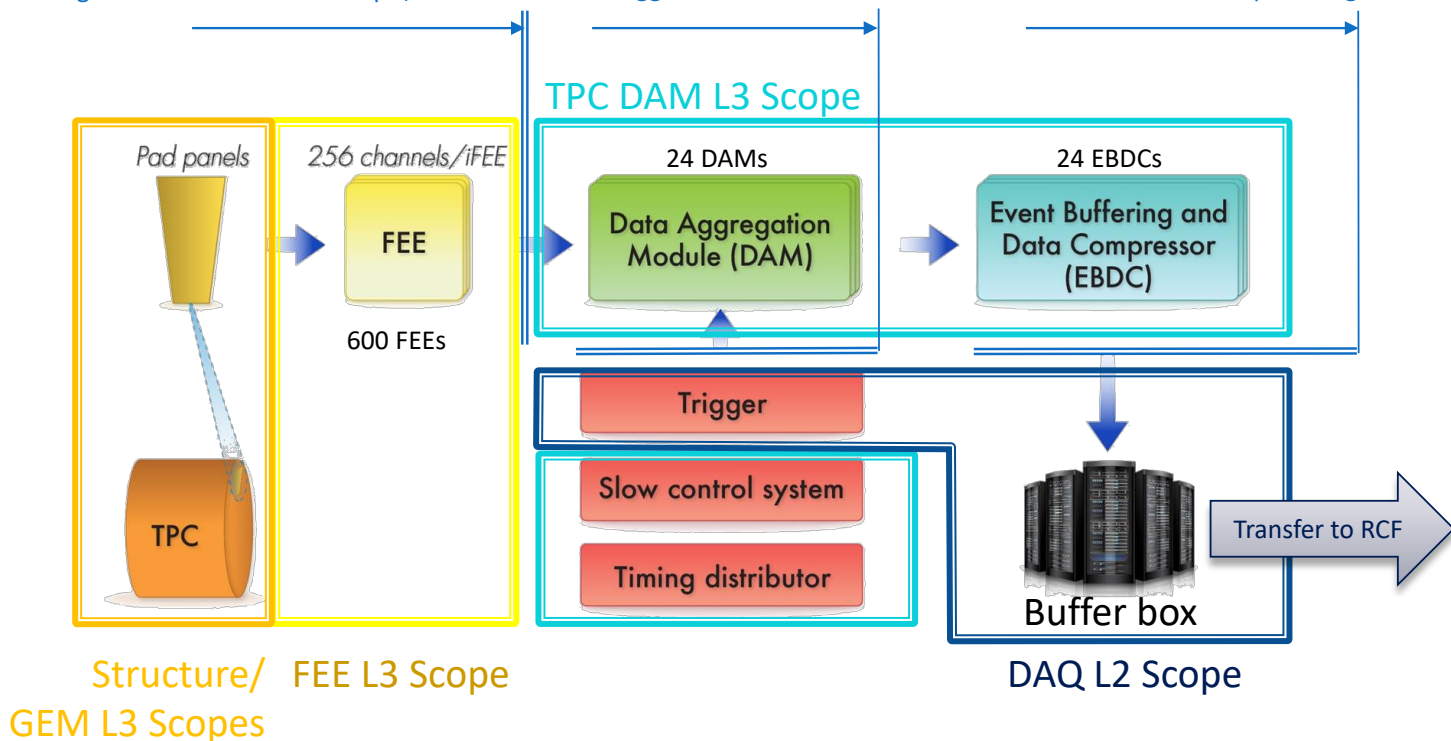 TPC DAM L3 Scope
Pad panels
256 channels/iFEE
24 DAMs
24 EBDCs
FEE
Data Aggregation
Module (DAM)
Event Buffering and
Data Compressor
(EBDC)
600 FEEs
Trigger
Slow control system
TPC
Timing distributor
Transfer to RCF
Buffer box
Structure/
GEM L3 Scopes
FEE L3 Scope
DAQ L2 Scope